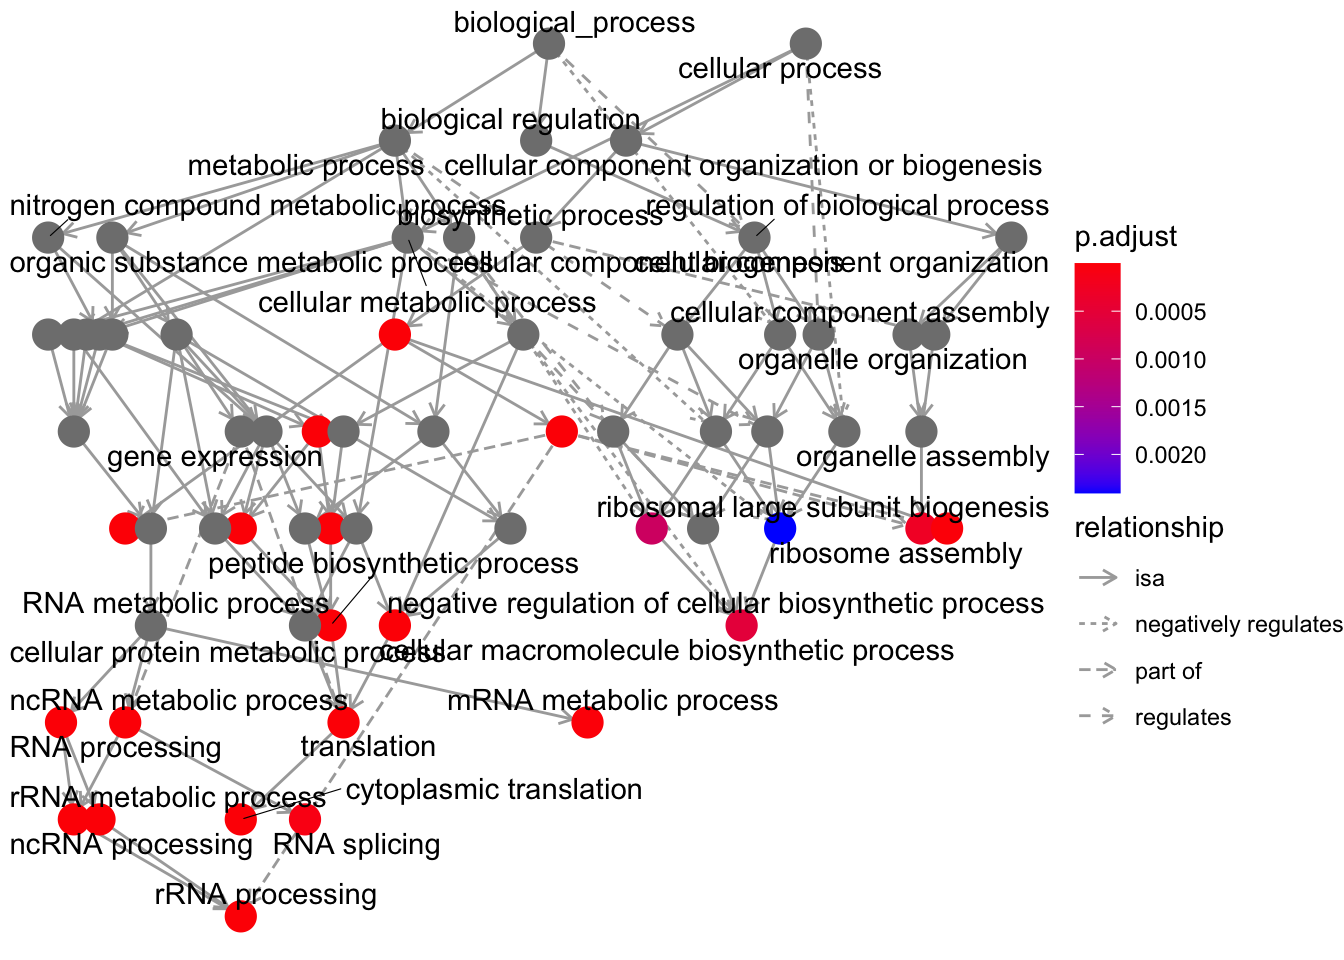 biological_process
cellular process
biological regulation
metabolic process
cellular component organization or biogenesis
nitrogen compound metabolic process
biosynthetic process
regulation of biological process
organic substance metabolic process
cellular component biogenesis
cellular component organization
cellular metabolic process
cellular component assembly
organelle organization
gene expression
organelle assembly
ribosomal large subunit biogenesis
ribosome assembly
peptide biosynthetic process
RNA metabolic process
negative regulation of cellular biosynthetic process
cellular protein metabolic process
cellular macromolecule biosynthetic process
ncRNA metabolic process
mRNA metabolic process
RNA processing
translation
rRNA metabolic process
cytoplasmic translation
ncRNA processing
RNA splicing
rRNA processing
p.adjust
0.0005
0.0010
0.0015
0.0020
relationship
isa
negatively regulates
part of
regulates